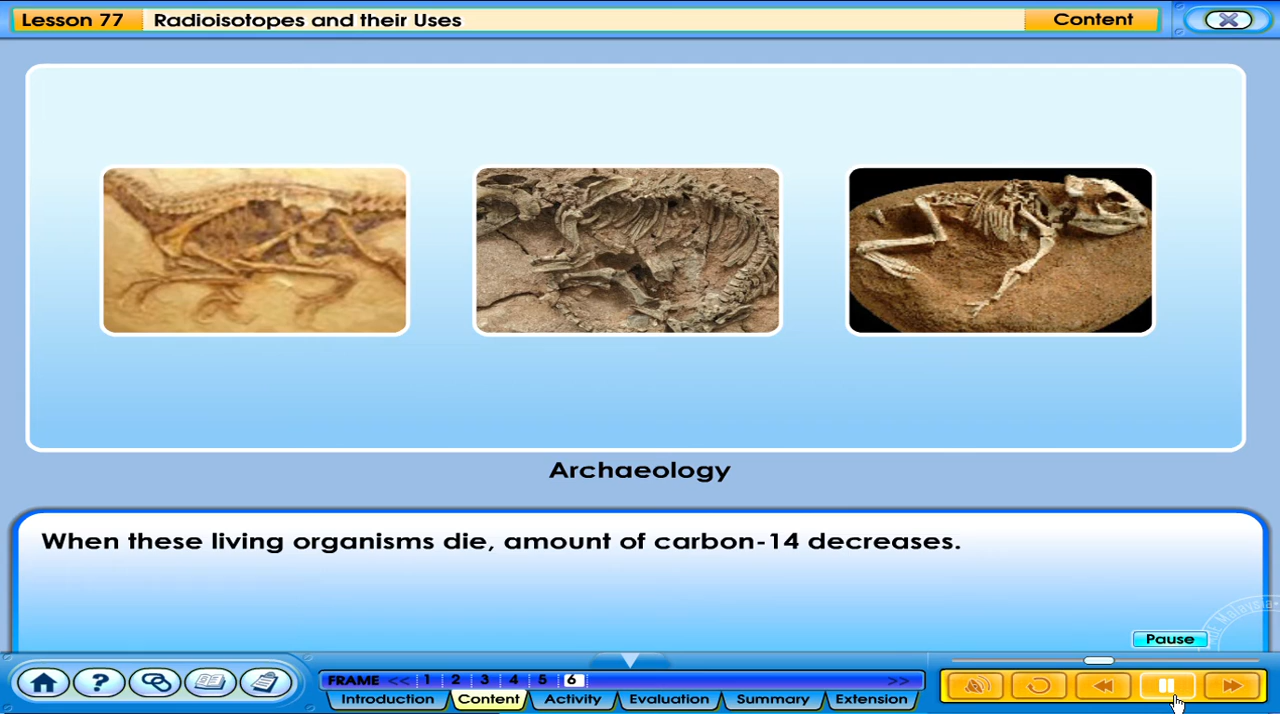 Lesson 77
Radioisotopes and their Uses
Content
Archaeology
When these living organisms die, amount of carbon-14 decreases.
Pause
?
FRAME << 1 2 3 4 5 6 >>
Introduction
Content
Activity
Evaluation
Summary
Extension